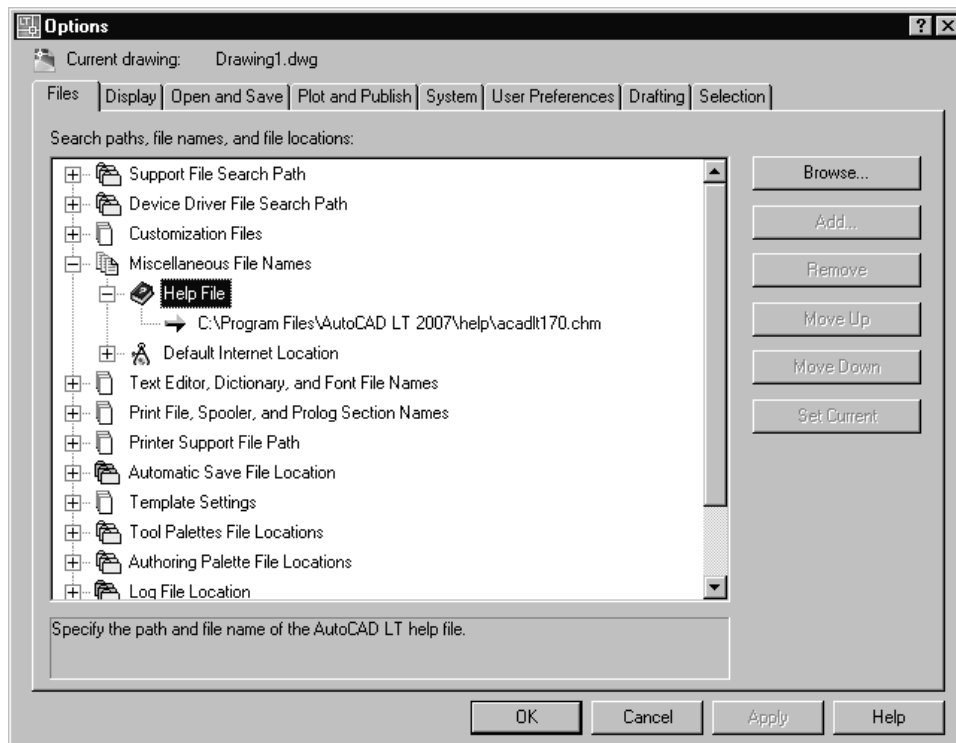 Options
Current drawing: Drawing1.dwg
Files Display Open and Save Plot and Publish System User Preferences Drafting Selection
Search paths, file names, and file locations:
Support File Search Path
Device Driver File Search Path
Customization Files
Miscellaneous File Names
Help File
C:\Program Files\AutoCAD LT 2007\help\acadlt170.chm
Default Internet Location
Text Editor, Dictionary, and Font File Names
Print File, Spooler, and Prolog Section Names
Printer Support File Path
Automatic Save File Location
Template Settings
Tool Palettes File Locations
Authoring Palette File Locations
Log File Location
Browse...
Add...
Remove
Move Up
Move Down
Set Current
Specify the path and file name of the AutoCAD LT help file.
OK Cancel Apply Help